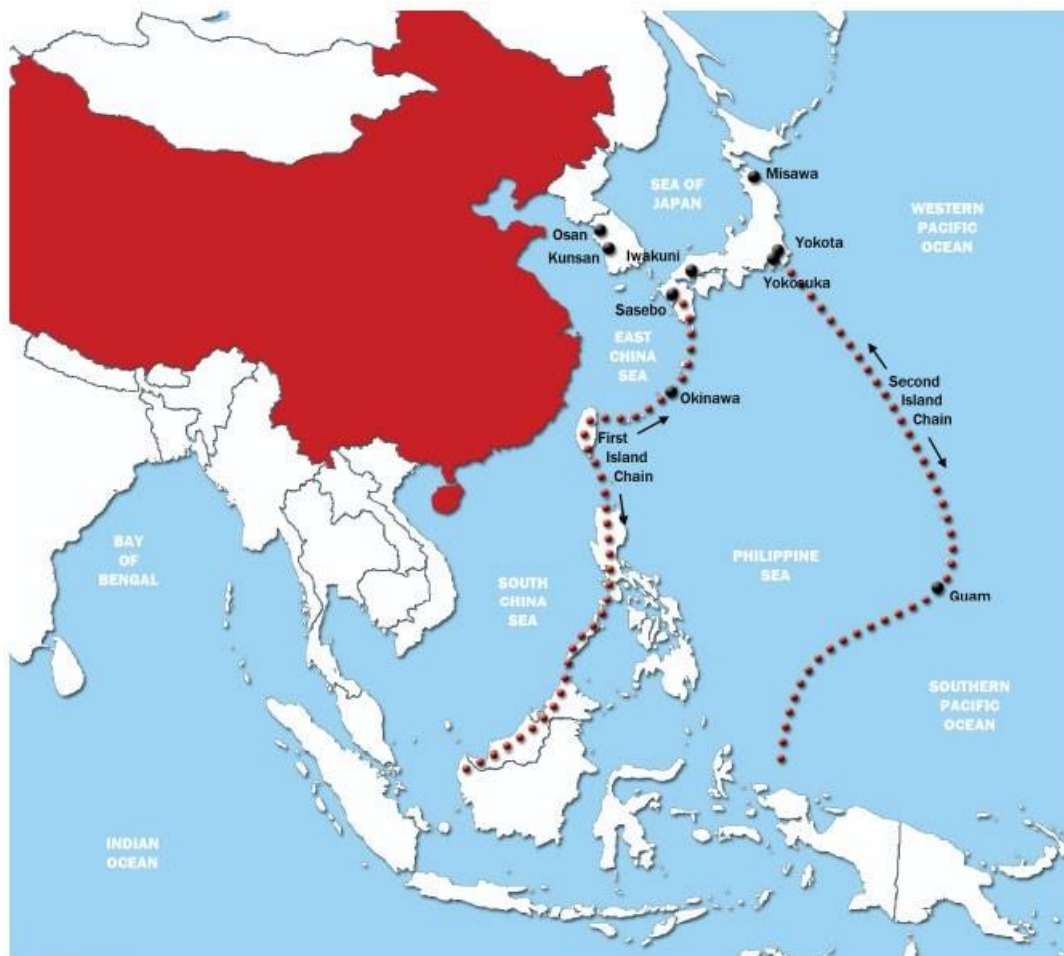 Misawa
SEA OF
JAPAN
WESTERN
PACIFIC
OCEAN
Osan
Kunsan
Iwakuni
Yokota
Yokosuka
Sasebo
EAST
CHINA
SEA
Okinawa
Second
Island
Chain
First
Island
Chain
BAY
OF
BENGAL
PHILIPPINE
SEA
SOUTH
CHINA
SEA
Guam
SOUTHERN
PACIFIC
OCEAN
INDIAN
OCEAN